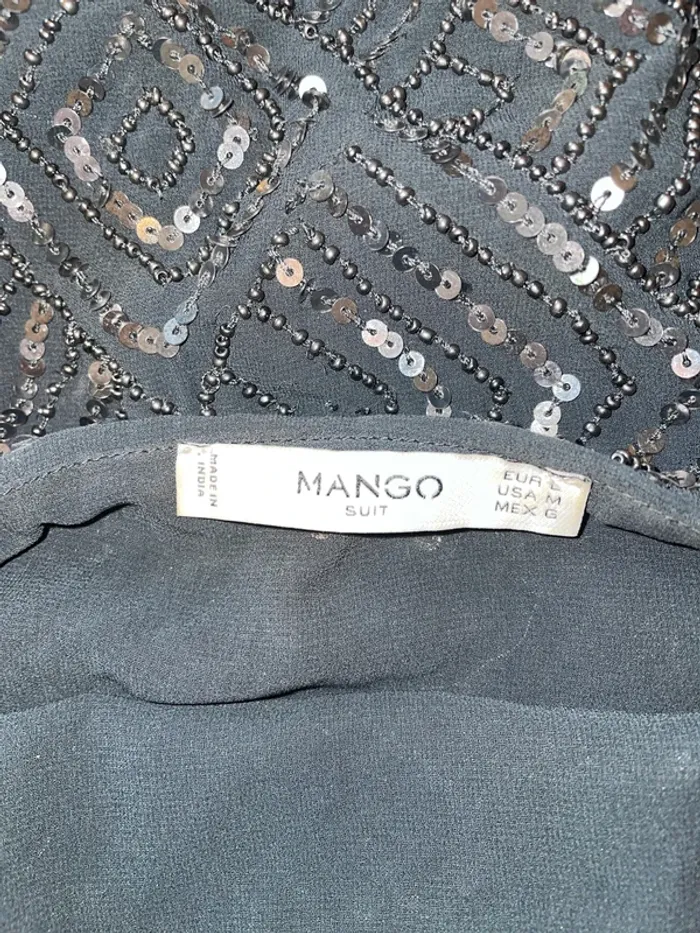 MADE IN
INDIA
MANGO
SUIT
EUR L
USA M
MEX G